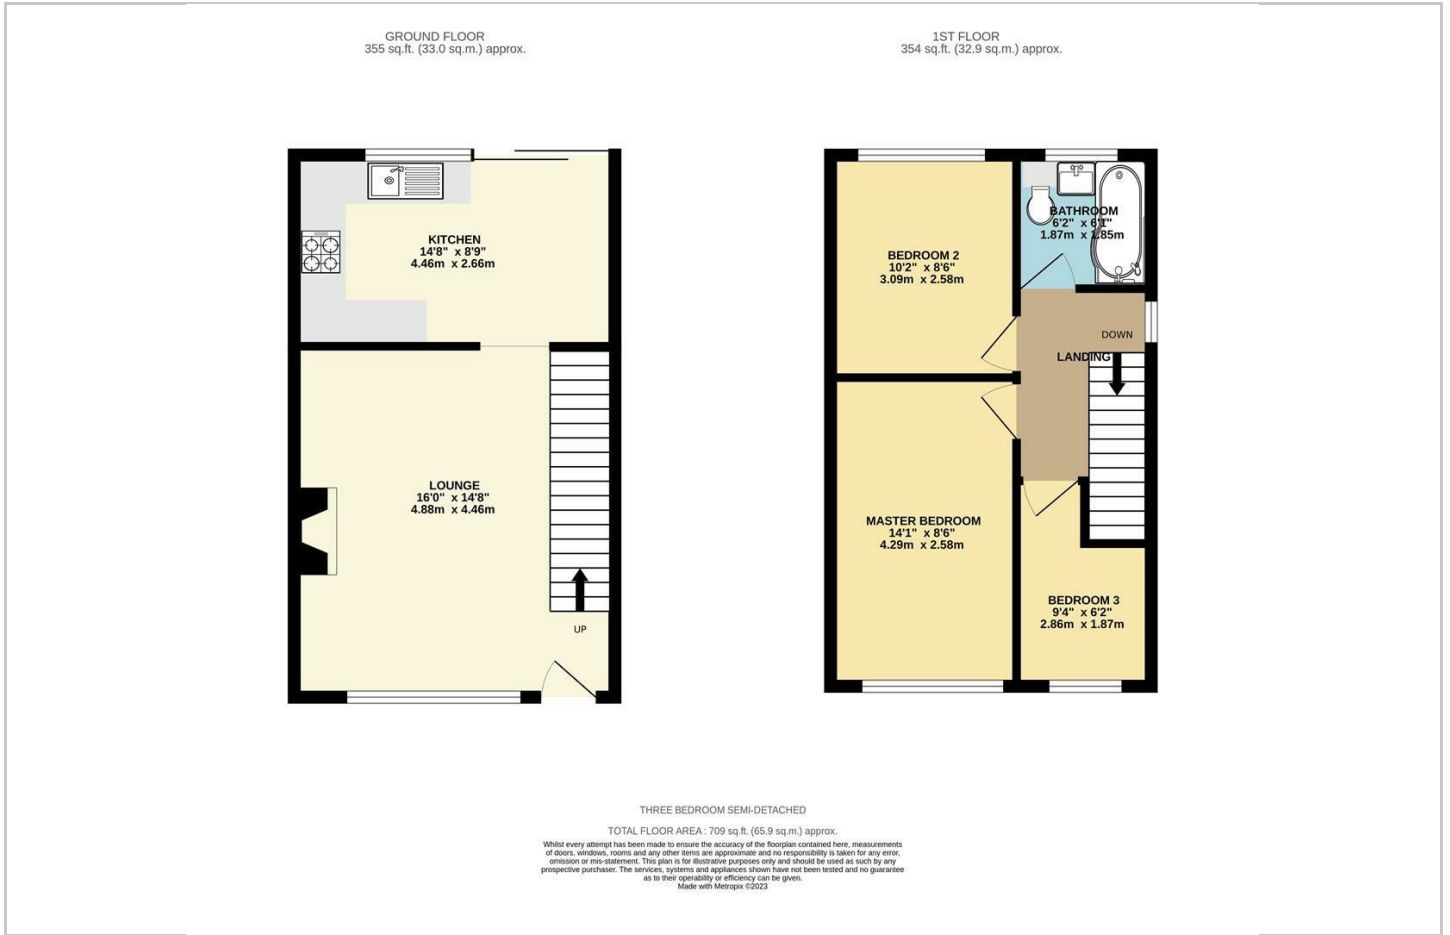 GROUND FLOOR
355 sq.ft. (33.0 sq.m.) approx.
1ST FLOOR
354 sq.ft. (32.9 sq.m.) approx.
KITCHEN
14'8" x 8'9"
4.46m x 2.66m
LOUNGE
16'0" x 14'8"
4.88m x 4.46m
UP
BEDROOM 2
10'2" x 8'6"
3.09m x 2.58m
BATHROOM
6'2" x 6'1"
1.87m x 1.85m
DOWN
LANDING
MASTER BEDROOM
14'1" x 8'6"
4.29m x 2.58m
BEDROOM 3
9'4" x 6'2"
2.86m x 1.87m
THREE BEDROOM SEMI-DETACHED
TOTAL FLOOR AREA : 709 sq.ft. (65.9 sq.m.) approx.
Whilst every attempt has been made to ensure the accuracy of the floorplan contained here, measurements
of doors, windows, rooms and any other items are approximate and no responsibility is taken for any error,
omission or mis-statement. This plan is for illustrative purposes only and should be used as such by any
prospective purchaser. The services, systems and appliances shown have not been tested and no guarantee
as to their operability or efficiency can be given.
Made with Metropix ©2023